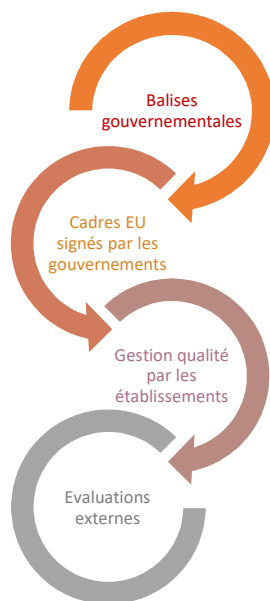 Balises
gouvernementales
Cadres EU
signés par les
gouvernements
Gestion qualité
par les
établissements
Evaluations
externes